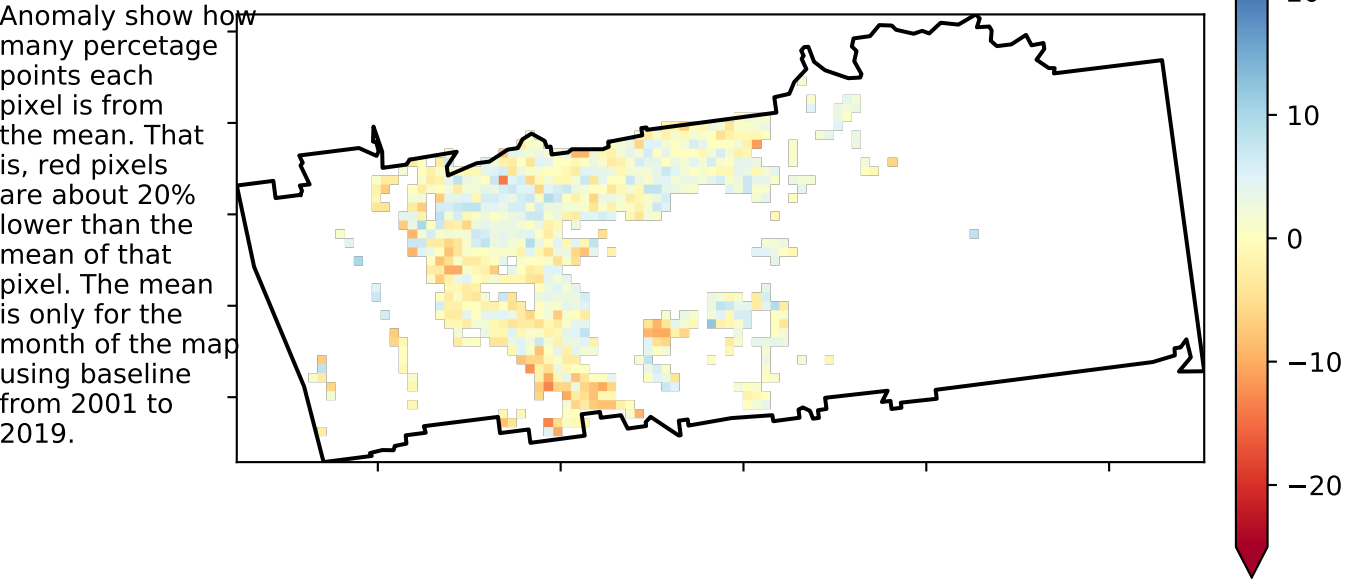 Anomaly show how
many percetage
points each
pixel is from
the mean. That
is, red pixels
are about 20%
lower than the
mean of that
pixel. The mean
is only for the
month of the map
using baseline
from 2001 to
2019.
10
0
−10
−20